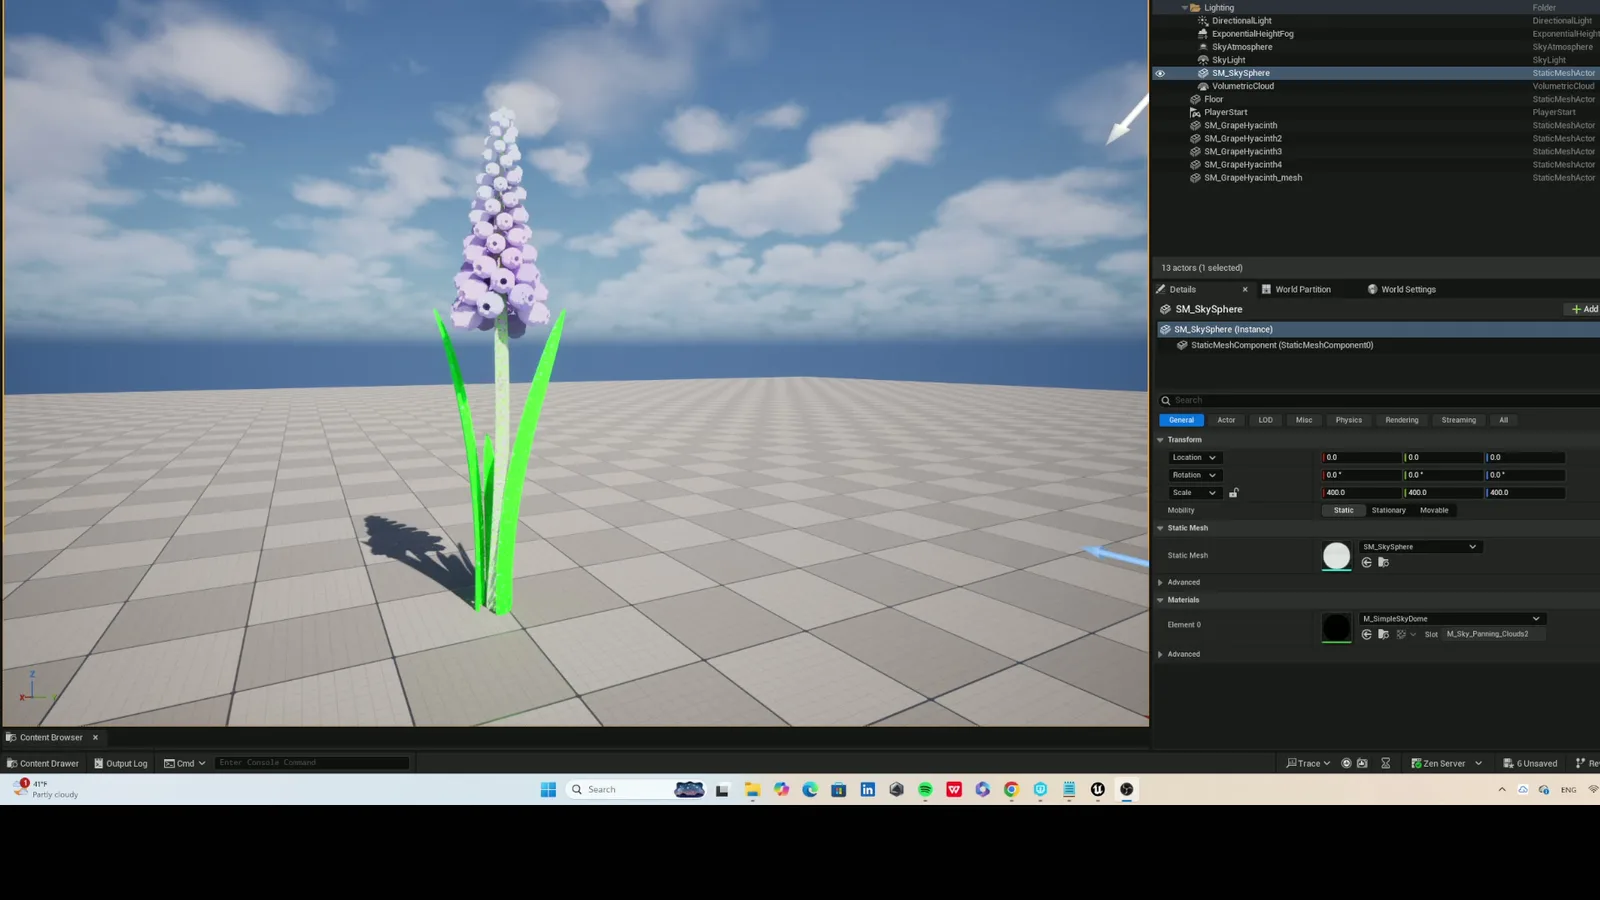 Lighting Folder
DirectionalLight DirectionalLight
ExponentialHeightFog ExponentialHeight
SkyAtmosphere SkyAtmosphere
SkyLight SkyLight
SM_SkySphere StaticMeshActor
VolumetricCloud VolumetricCloud
Floor StaticMeshActor
PlayerStart PlayerStart
SM_GrapeHyacinth StaticMeshActor
SM_GrapeHyacinth2 StaticMeshActor
SM_GrapeHyacinth3 StaticMeshActor
SM_GrapeHyacinth4 StaticMeshActor
SM_GrapeHyacinth_mesh StaticMeshActor
13 actors (1 selected)
Details World Partition World Settings
SM_SkySphere Add
SM_SkySphere (Instance)
StaticMeshComponent (StaticMeshComponent0)
Search
General Actor LOD Misc Physics Rendering Streaming All
Transform
Location 0.0 0.0 0.0
Rotation 0.0° 0.0° 0.0°
Scale 400.0 400.0 400.0
Mobility Static Stationary Movable
Static Mesh
Static Mesh SM_SkySphere
Advanced
Materials
Element 0 M_SimpleSkyDome
Slot M_Sky_Panning_Clouds2
Advanced
Z
X
Content Browser
Content Drawer Output Log Cmd Enter Console Command Trace Zen Server 6 Unsaved Re
1 41°F
Partly cloudy
Search
ENG